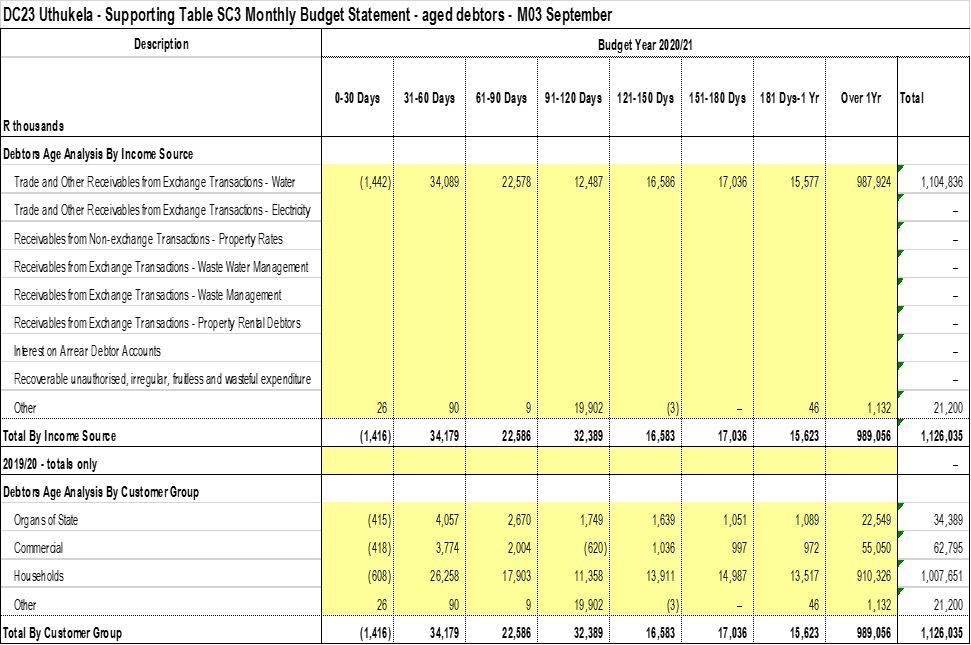 DC23 Uthukela - Supporting Table SC3 Monthly Budget Statement - aged debtors - M03 September
Description Budget Year 2020/21
R thousands 0-30 Days 31-60 Days 61-90 Days 91-120 Days 121-150 Dys 151-180 Dys 181 Dys-1 Yr Over 1Yr Total
Debtors Age Analysis By Income Source
Trade and Other Receivables from Exchange Transactions - Water (1,442) 34,089 22,578 12,487 16,586 17,036 15,577 987,924 1,104,836
Trade and Other Receivables from Exchange Transactions - Electricity –
Receivables from Non-exchange Transactions - Property Rates –
Receivables from Exchange Transactions - Waste Water Management –
Receivables from Exchange Transactions - Waste Management –
Receivables from Exchange Transactions - Property Rental Debtors –
Interest on Arrear Debtor Accounts –
Recoverable unauthorised, irregular, fruitless and wasteful expenditure –
Other 26 90 9 19,902 (3) – 46 1,132 21,200
Total By Income Source (1,416) 34,179 22,586 32,389 16,583 17,036 15,623 989,056 1,126,035
2019/20 - totals only –
Debtors Age Analysis By Customer Group
Organs of State (415) 4,057 2,670 1,749 1,639 1,051 1,089 22,549 34,389
Commercial (418) 3,774 2,004 (620) 1,036 997 972 55,050 62,795
Households (608) 26,258 17,903 11,358 13,911 14,987 13,517 910,326 1,007,651
Other 26 90 9 19,902 (3) – 46 1,132 21,200
Total By Customer Group (1,416) 34,179 22,586 32,389 16,583 17,036 15,623 989,056 1,126,035